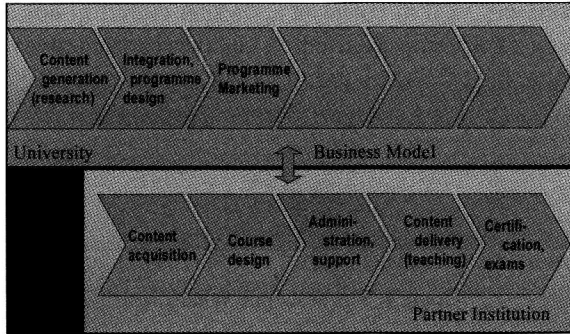 Content
generation
(research)
Integration,
programme
design
Programme
Marketing
University
Business Model
Content
acquisition
Course
design
Admini-
stration,
support
Content
delivery
(teaching)
Certifi-
cation,
exams
Partner Institution